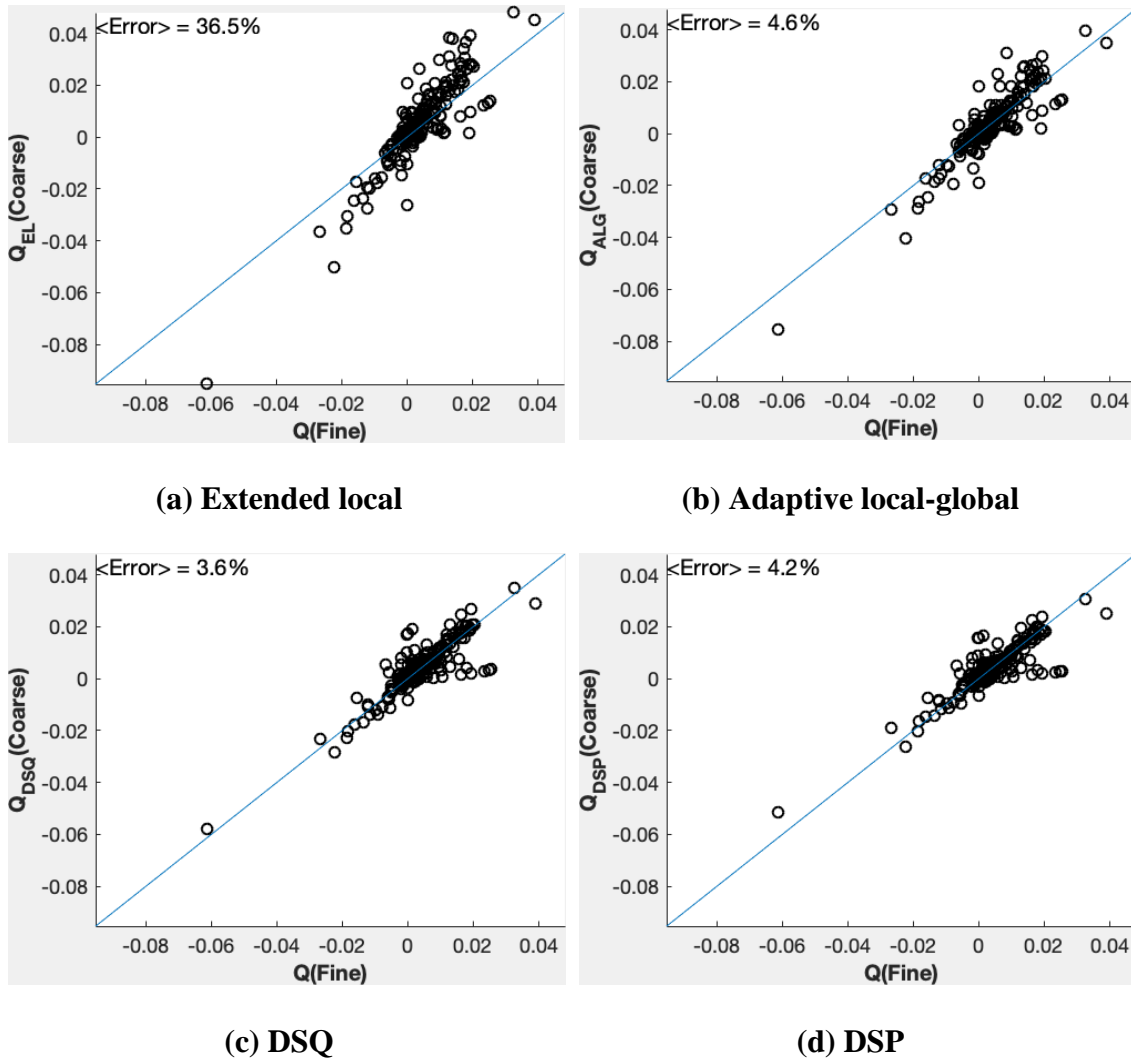 <Error> = 36.5%
0.04
0.02
0
-0.02
-0.04
-0.06
-0.08
Q_EL(Coarse)
-0.08 -0.06 -0.04 -0.02 0 0.02 0.04
Q(Fine)
(a) Extended local
<Error> = 4.6%
0.04
0.02
0
-0.02
-0.04
-0.06
-0.08
Q_ALG(Coarse)
-0.08 -0.06 -0.04 -0.02 0 0.02 0.04
Q(Fine)
(b) Adaptive local-global
<Error> = 3.6%
0.04
0.02
0
-0.02
-0.04
-0.06
-0.08
Q_DSQ(Coarse)
-0.08 -0.06 -0.04 -0.02 0 0.02 0.04
Q(Fine)
(c) DSQ
<Error> = 4.2%
0.04
0.02
0
-0.02
-0.04
-0.06
-0.08
Q_DSP(Coarse)
-0.08 -0.06 -0.04 -0.02 0 0.02 0.04
Q(Fine)
(d) DSP